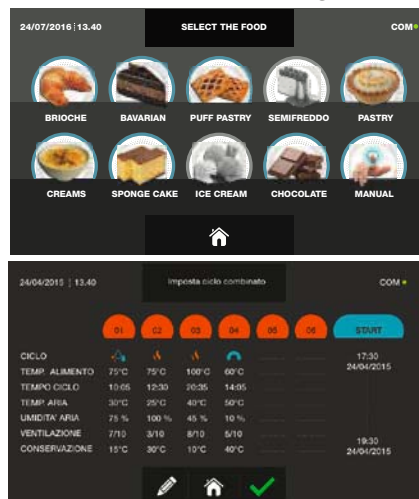 24/07/2016 13.40 SELECT THE FOOD COM
BRIOCHE BAVARIAN PUFF PASTRY SEMIFREDDO PASTRY
CREAMS SPONGE CAKE ICE CREAM CHOCOLATE MANUAL
24/04/2015 | 13.40 Imposta ciclo combinato COM
01 02 03 04 05 06 START
CICLO 17:30
24/04/2015
TEMP. ALIMENTO 75°C 75°C 100°C 60°C
TEMPO CICLO 10:05 12:30 20:35 14:05
TEMP. ARIA 30°C 25°C 40°C 50°C
UMIDITA' ARIA 75 % 100 % 45 % 10 %
VENTILAZIONE 7/10 3/10 8/10 5/10 19:30
CONSERVAZIONE 15°C 30°C 10°C 40°C 24/04/2015